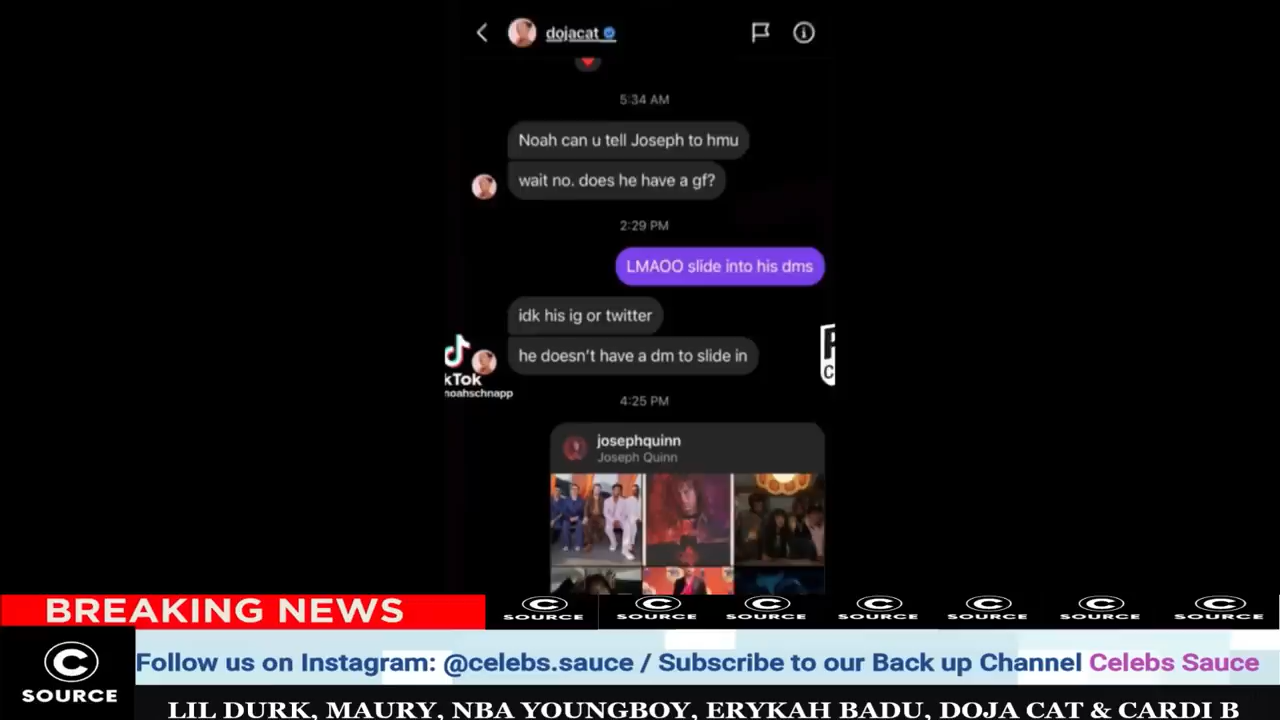 dojacat
5:34 AM
Noah can u tell Joseph to hmu
wait no. does he have a gf?
2:29 PM
LMAOO slide into his dms
idk his ig or twitter
he doesn't have a dm to slide in
kTok
noahschnapp
4:25 PM
josephquinn
Joseph Quinn
BREAKING NEWS
C SOURCE C SOURCE C SOURCE C SOURCE C SOURCE C SOURCE C SOURCE
C SOURCE
Follow us on Instagram: @celebs.sauce / Subscribe to our Back up Channel Celebs Sauce
LIL DURK, MAURY, NBA YOUNGBOY, ERYKAH BADU, DOJA CAT & CARDI B